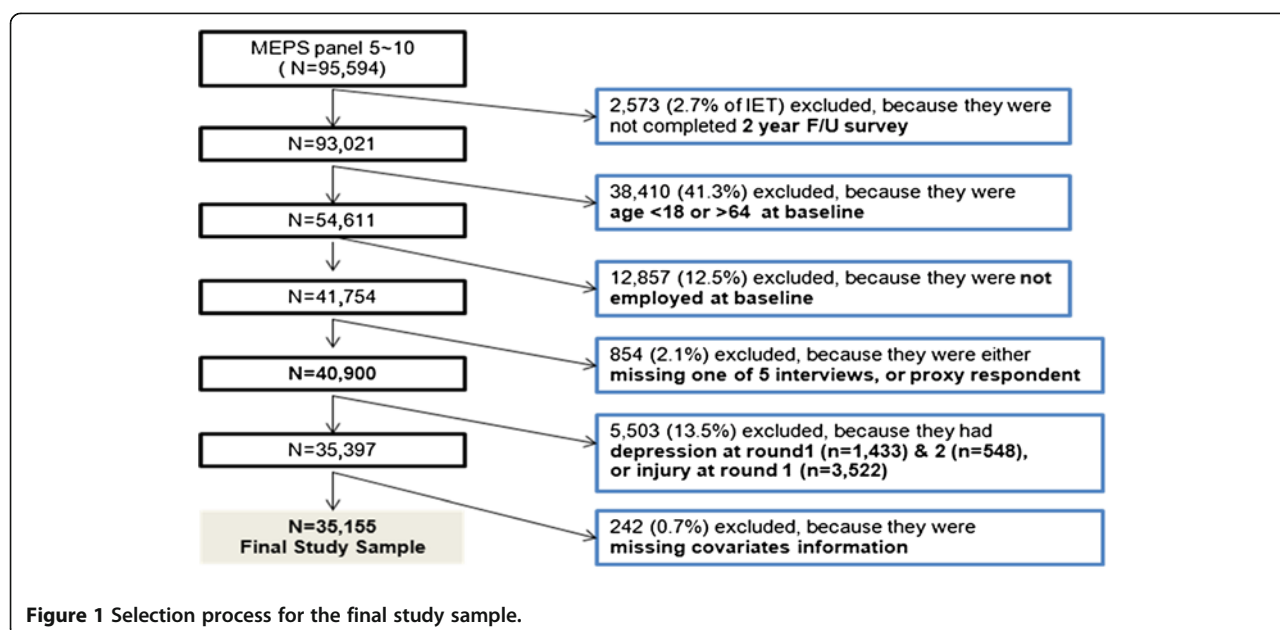 MEPS panel 5~10
( N=95,594)
2,573 (2.7% of IET) excluded, because they were
not completed 2 year F/U survey
N=93,021
38,410 (41.3%) excluded, because they were
age <18 or >64 at baseline
N=54,611
12,857 (12.5%) excluded, because they were not
employed at baseline
N=41,754
854 (2.1%) excluded, because they were either
missing one of 5 interviews, or proxy respondent
N=40,900
5,503 (13.5%) excluded, because they had
depression at round1 (n=1,433) & 2 (n=548),
or injury at round 1 (n=3,522)
N=35,397
242 (0.7%) excluded, because they were
missing covariates information
N=35,155
Final Study Sample
Figure 1 Selection process for the final study sample.